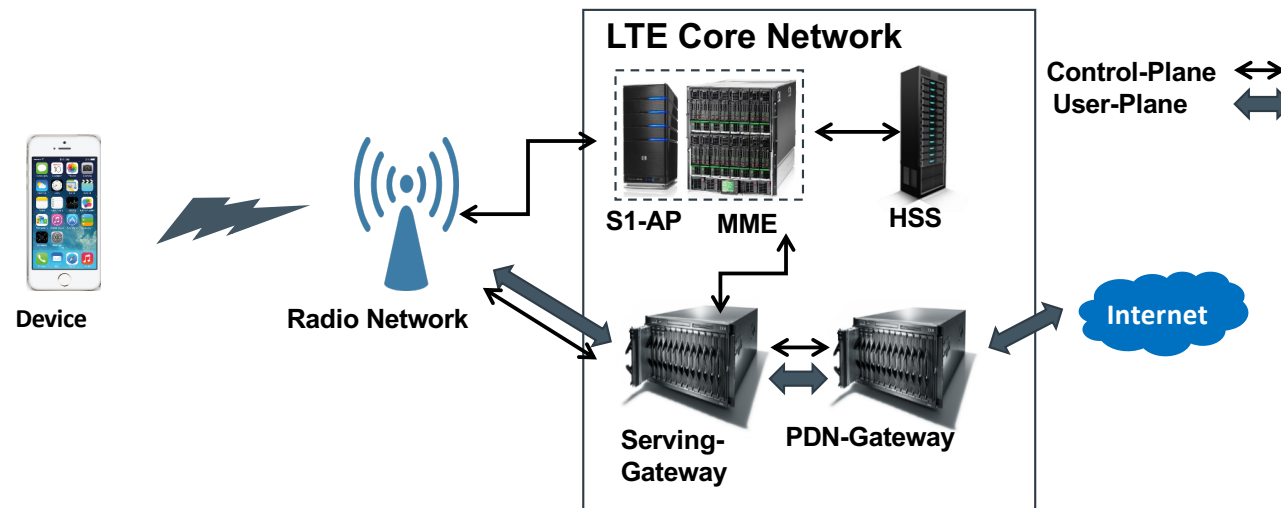 LTE Core Network
Control-Plane
User-Plane
S1-AP
MME
HSS
Device
Radio Network
Internet
Serving-
Gateway
PDN-Gateway